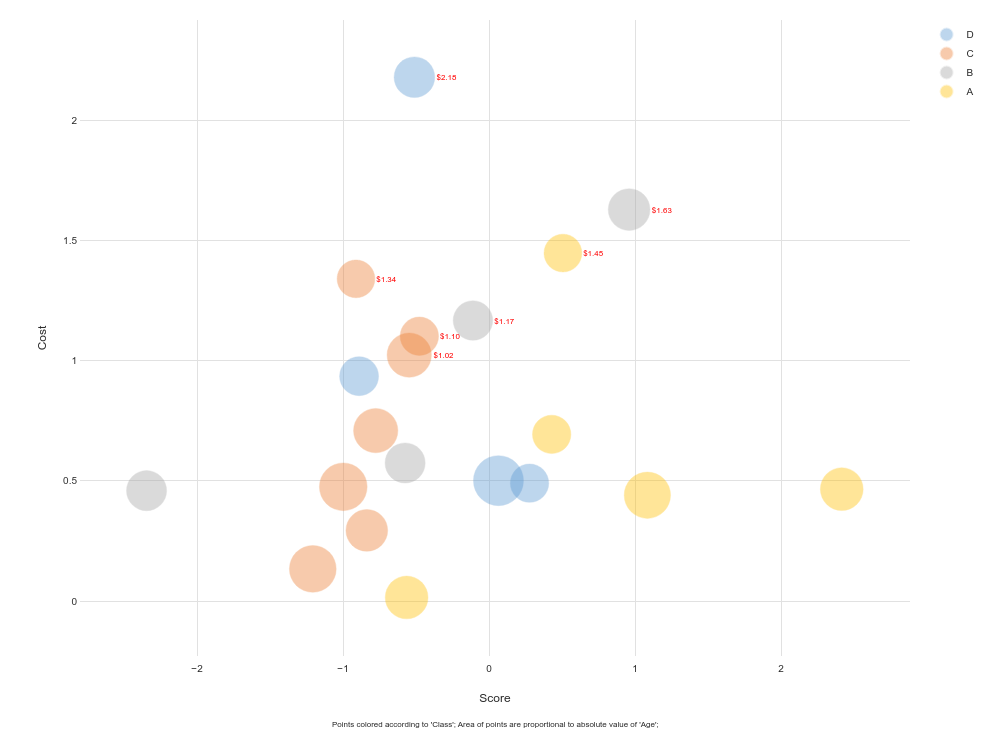 D
C
B
A
$2.18
2
$1.63
1.5
$1.45
$1.34
$1.17
$1.10
Cost
$1.02
1
0.5
0
−2
−1
0
1
2
Score
Points colored according to 'Class'; Area of points are proportional to absolute value of 'Age';